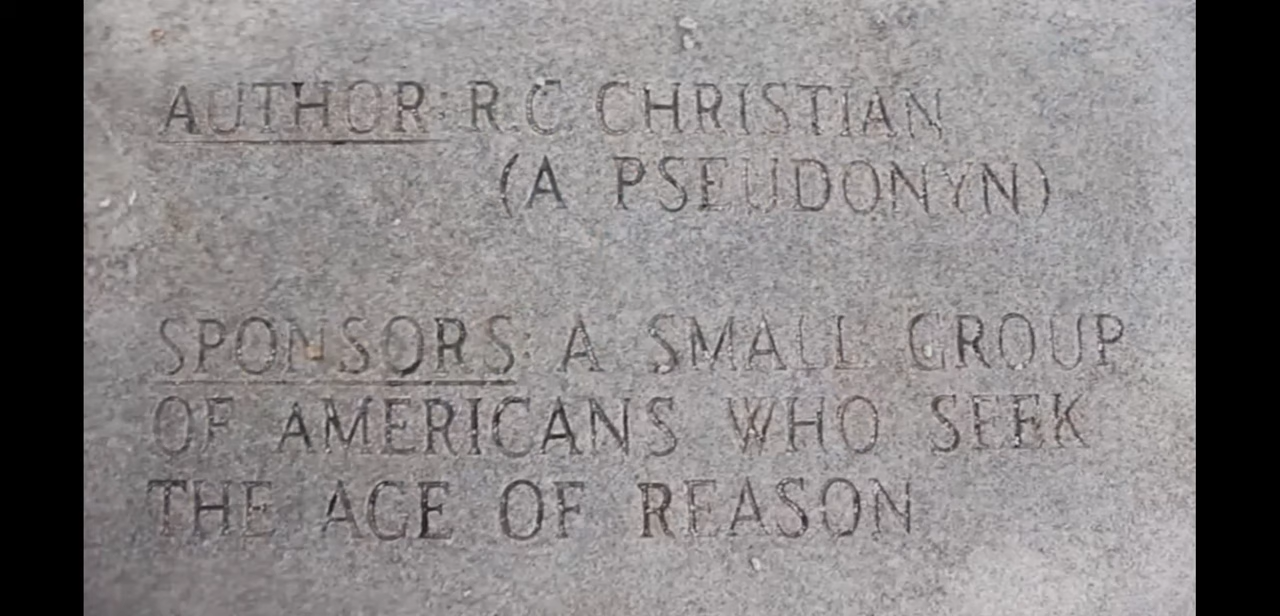 AUTHOR: R.C. CHRISTIAN
(A PSEUDONYN)
SPONSORS: A SMALL GROUP
OF AMERICANS WHO SEEK
THE AGE OF REASON